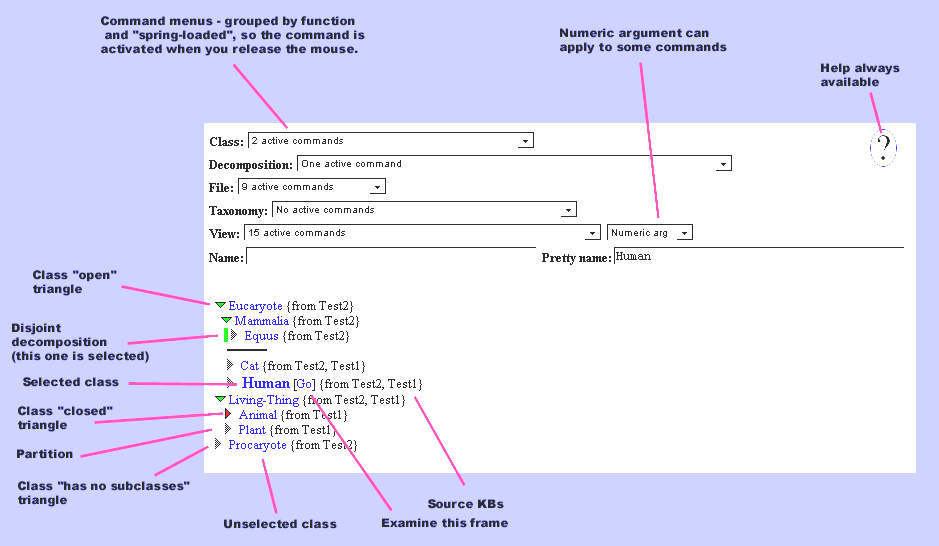 Command menus - grouped by function
and "spring-loaded", so the command is
activated when you release the mouse.
Numeric argument can
apply to some commands
Help always
available
Class: 2 active commands
?
Decomposition: One active command
File: 9 active commands
Taxonomy: No active commands
View: 15 active commands Numeric arg
Name: Pretty name: Human
Class "open"
triangle
Eucaryote {from Test2}
Mammalia {from Test2}
Disjoint
decomposition
(this one is selected)
Equus {from Test2}
Cat {from Test2, Test1}
Selected class
Human [Go] {from Test2, Test1}
Living-Thing {from Test2, Test1}
Class "closed"
triangle
Animal {from Test1}
Plant {from Test1}
Partition
Procaryote {from Test2}
Class "has no subclasses"
triangle
Source KBs
Unselected class
Examine this frame